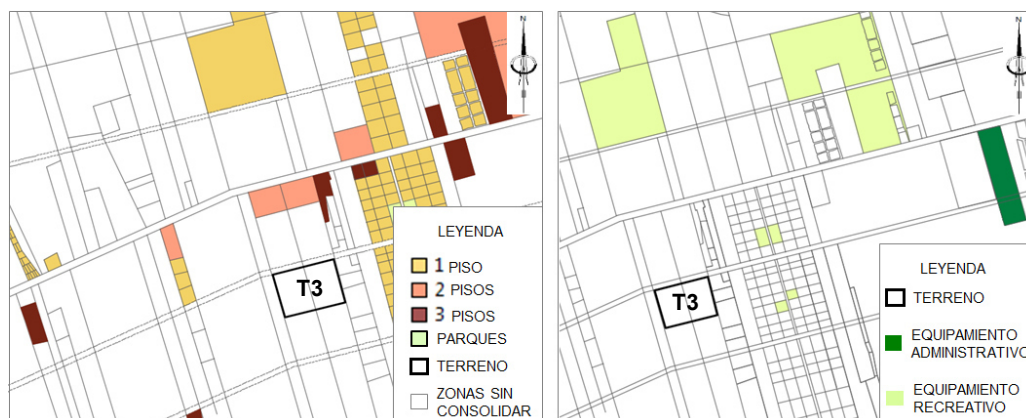 N
T3
LEYENDA
1 PISO
2 PISOS
3 PISOS
PARQUES
TERRENO
ZONAS SIN
CONSOLIDAR
N
T3
LEYENDA
TERRENO
EQUIPAMIENTO
ADMINISTRATIVO
EQUIPAMIENTO
RECREATIVO